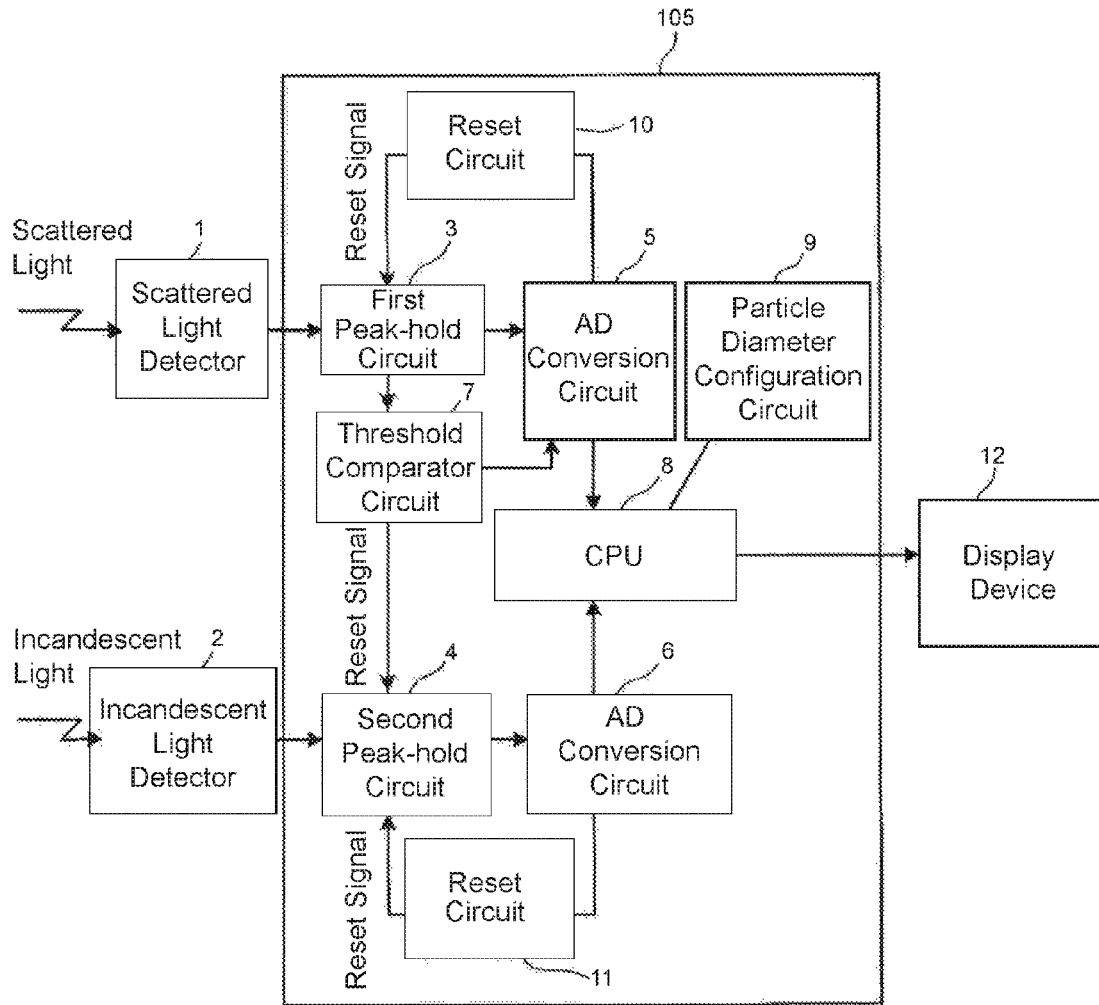 105
Reset
Circuit
10
Reset Signal
Scattered
Light
1
Scattered
Light
Detector
3
First
Peak-hold
Circuit
5
AD
Conversion
Circuit
9
Particle
Diameter
Configuration
Circuit
7
Threshold
Comparator
Circuit
8
CPU
12
Display
Device
Reset Signal
Incandescent
Light
2
Incandescent
Light
Detector
4
Second
Peak-hold
Circuit
6
AD
Conversion
Circuit
Reset Signal
Reset
Circuit
11